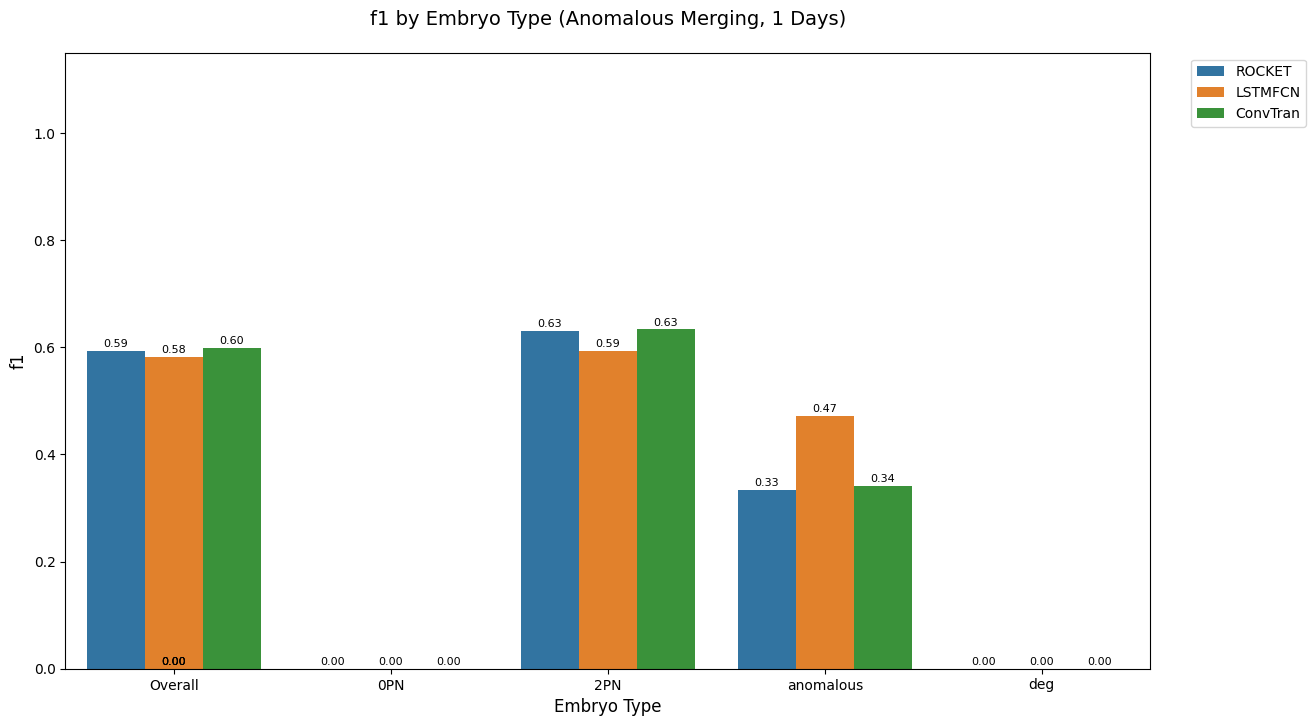 f1 by Embryo Type (Anomalous Merging, 1 Days)
ROCKET
LSTMFCN
ConvTran
f1
1.0
0.8
0.6
0.4
0.2
0.0
0.59
0.58
0.60
0.00
0.00
0.00
0.00
0.63
0.59
0.63
0.33
0.47
0.34
0.00
0.00
0.00
Overall
0PN
2PN
anomalous
deg
Embryo Type